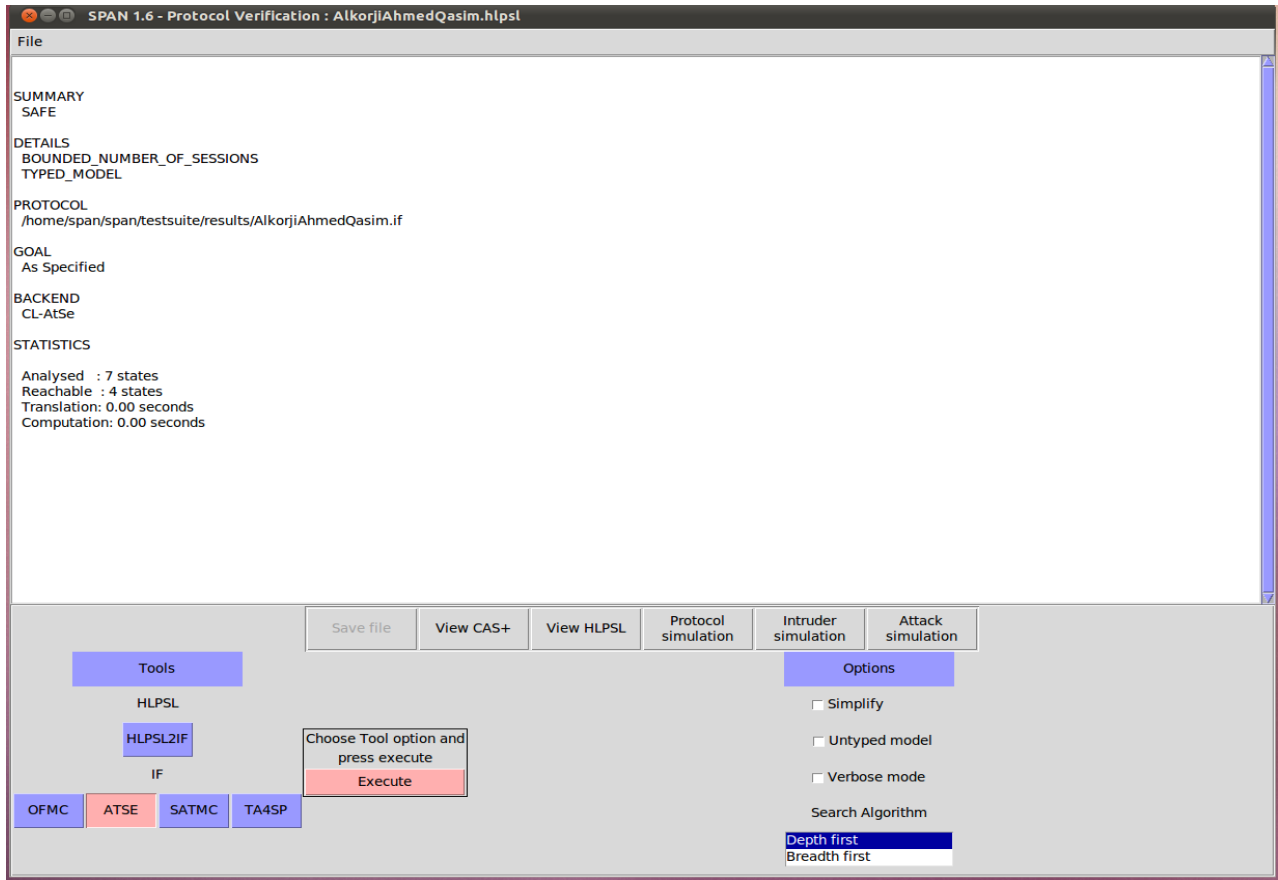 SPAN 1.6 - Protocol Verification : AlkorjiAhmedQasim.hlpsl
File
SUMMARY
SAFE
DETAILS
BOUNDED_NUMBER_OF_SESSIONS
TYPED_MODEL
PROTOCOL
/home/span/span/testsuite/results/AlkorjiAhmedQasim.if
GOAL
As Specified
BACKEND
CL-AtSe
STATISTICS
Analysed : 7 states
Reachable : 4 states
Translation: 0.00 seconds
Computation: 0.00 seconds
Save file
View CAS+
View HLPSL
Protocol
simulation
Intruder
simulation
Attack
simulation
Tools
HLPSL
HLPSL2IF
IF
OFMC
ATSE
SATMC
TA4SP
Choose Tool option and
press execute
Execute
Options
Simplify
Untyped model
Verbose mode
Search Algorithm
Depth first
Breadth first